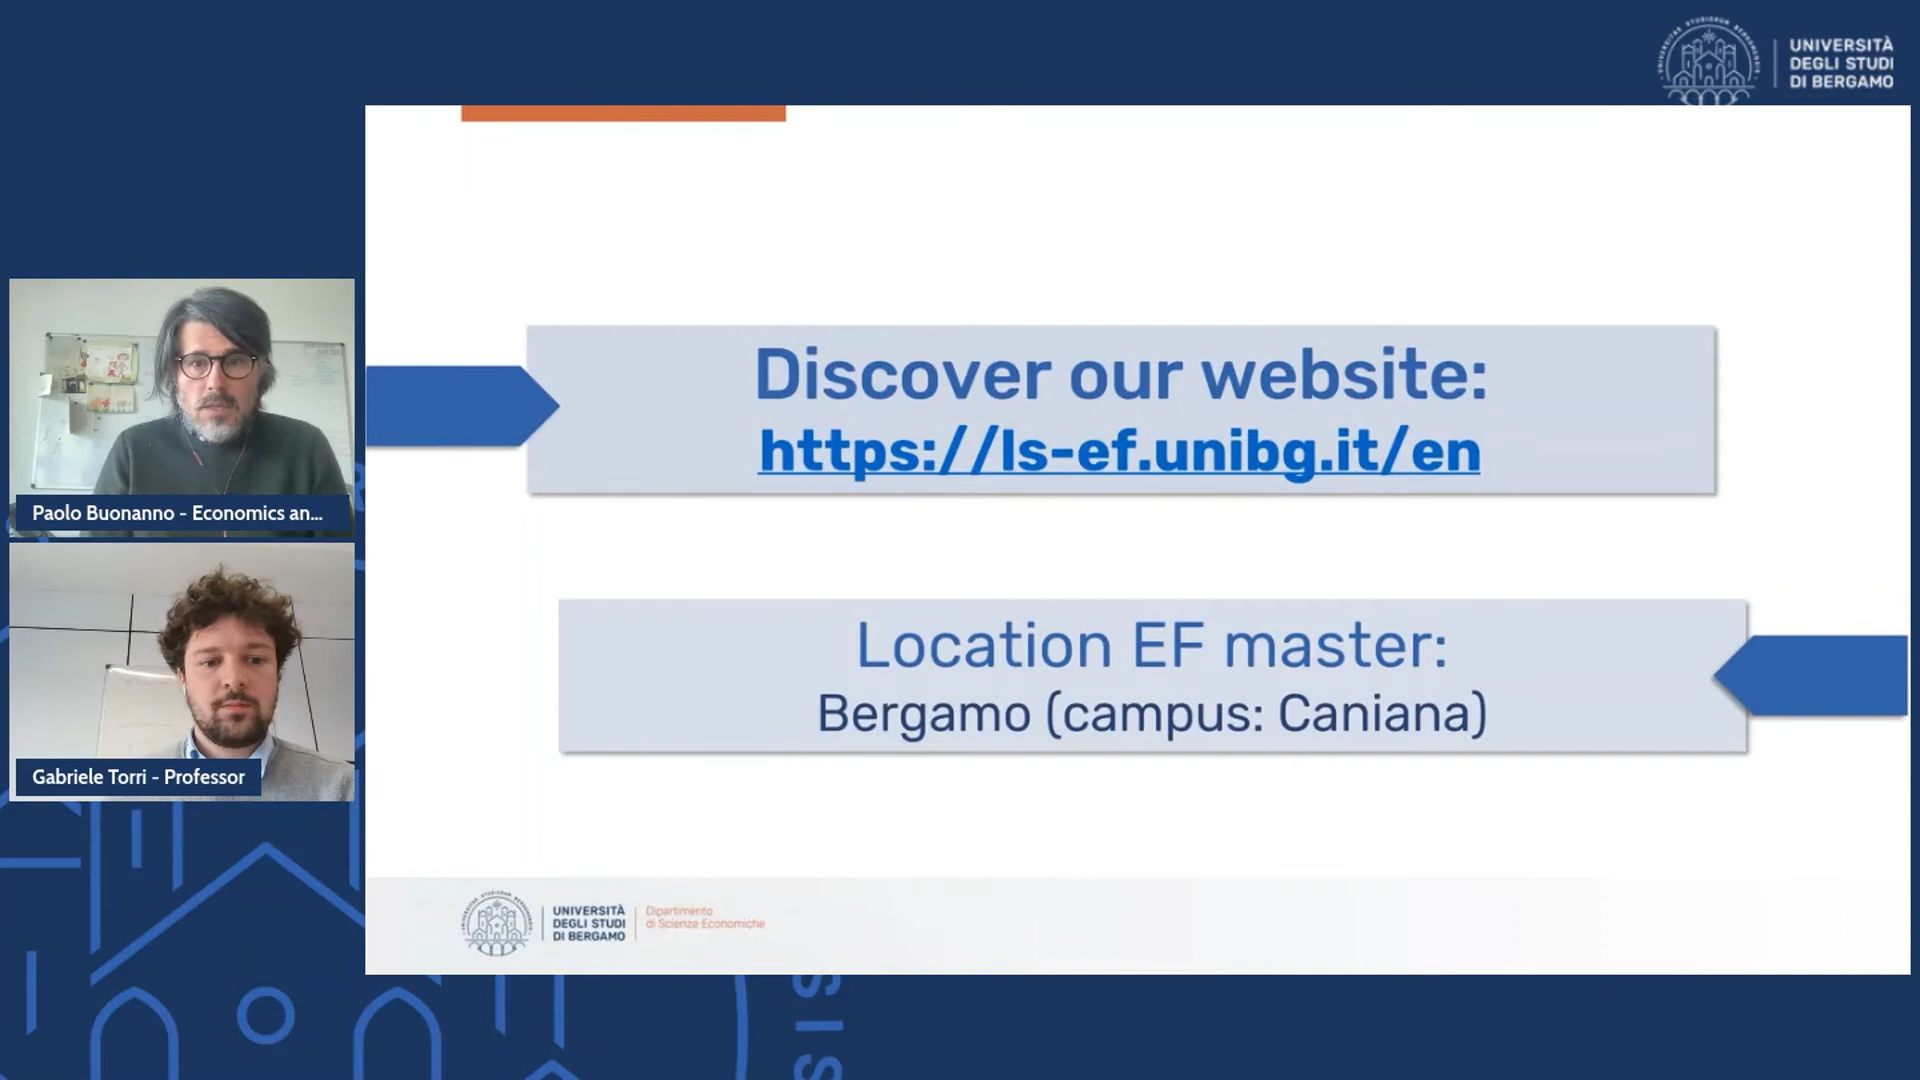 UNIVERSITÀ
DEGLI STUDI
DI BERGAMO
Discover our website:
https://ls-ef.unibg.it/en
Paolo Buonanno - Economics an...
Location EF master:
Bergamo (campus: Caniana)
Gabriele Torri - Professor
UNIVERSITÀ
DEGLI STUDI
DI BERGAMO
Dipartimento
di Scienze Economiche
SIS